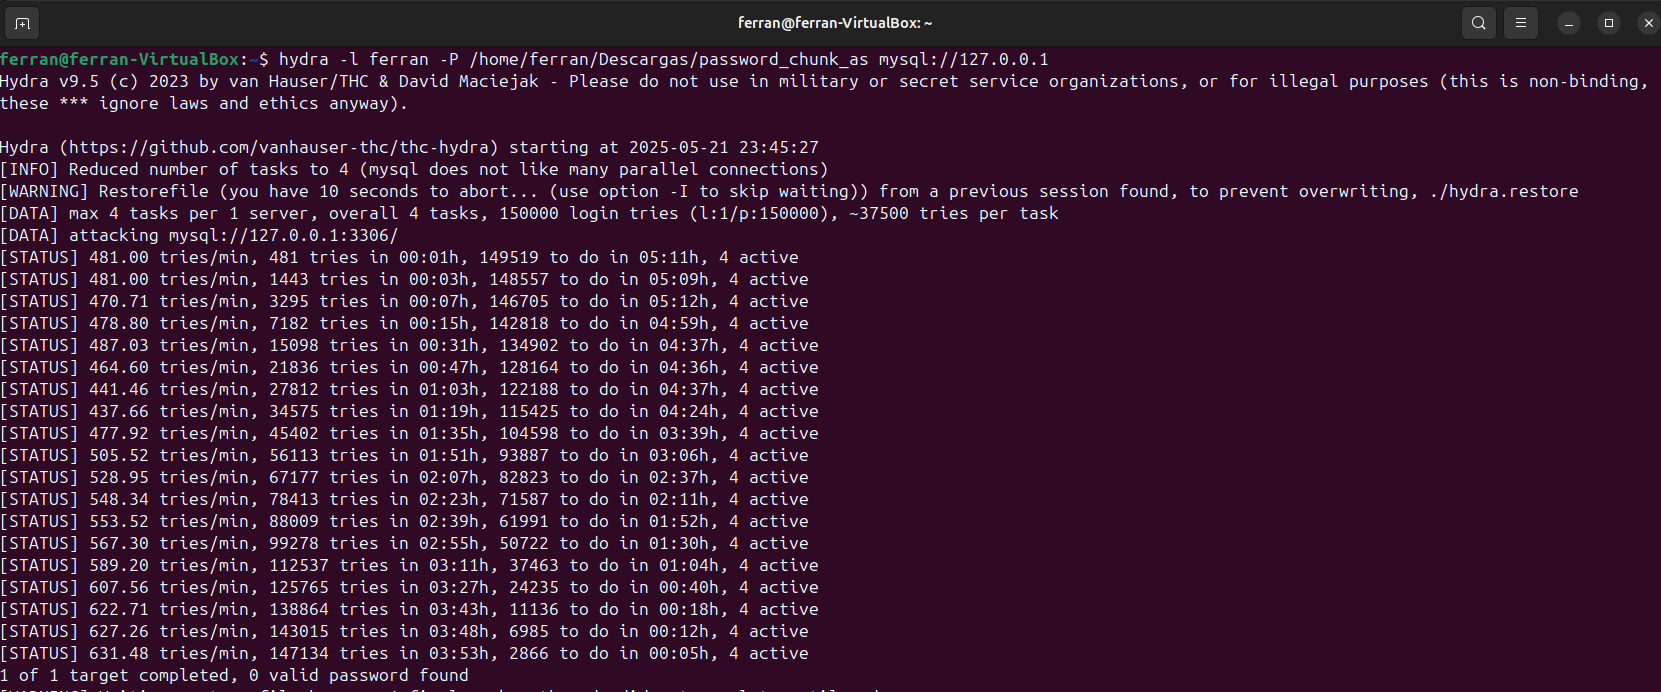 ferran@ferran-VirtualBox: ~
ferran@ferran-VirtualBox:~$ hydra -l ferran -P /home/ferran/Descargas/password_chunk_as mysql://127.0.0.1
Hydra v9.5 (c) 2023 by van Hauser/THC & David Maciejak - Please do not use in military or secret service organizations, or for illegal purposes (this is non-binding,
these *** ignore laws and ethics anyway).
Hydra (https://github.com/vanhauser-thc/thc-hydra) starting at 2025-05-21 23:45:27
[INFO] Reduced number of tasks to 4 (mysql does not like many parallel connections)
[WARNING] Restorefile (you have 10 seconds to abort... (use option -I to skip waiting)) from a previous session found, to prevent overwriting, ./hydra.restore
[DATA] max 4 tasks per 1 server, overall 4 tasks, 150000 login tries (l:1/p:150000), ~37500 tries per task
[DATA] attacking mysql://127.0.0.1:3306/
[STATUS] 481.00 tries/min, 481 tries in 00:01h, 149519 to do in 05:11h, 4 active
[STATUS] 481.00 tries/min, 1443 tries in 00:03h, 148557 to do in 05:09h, 4 active
[STATUS] 470.71 tries/min, 3295 tries in 00:07h, 146705 to do in 05:12h, 4 active
[STATUS] 478.80 tries/min, 7182 tries in 00:15h, 142818 to do in 04:59h, 4 active
[STATUS] 487.03 tries/min, 15098 tries in 00:31h, 134902 to do in 04:37h, 4 active
[STATUS] 464.60 tries/min, 21836 tries in 00:47h, 128164 to do in 04:36h, 4 active
[STATUS] 441.46 tries/min, 27812 tries in 01:03h, 122188 to do in 04:37h, 4 active
[STATUS] 437.66 tries/min, 34575 tries in 01:19h, 115425 to do in 04:24h, 4 active
[STATUS] 477.92 tries/min, 45402 tries in 01:35h, 104598 to do in 03:39h, 4 active
[STATUS] 505.52 tries/min, 56113 tries in 01:51h, 93887 to do in 03:06h, 4 active
[STATUS] 528.95 tries/min, 67177 tries in 02:07h, 82823 to do in 02:37h, 4 active
[STATUS] 548.34 tries/min, 78413 tries in 02:23h, 71587 to do in 02:11h, 4 active
[STATUS] 553.52 tries/min, 88009 tries in 02:39h, 61991 to do in 01:52h, 4 active
[STATUS] 567.30 tries/min, 99278 tries in 02:55h, 50722 to do in 01:30h, 4 active
[STATUS] 589.20 tries/min, 112537 tries in 03:11h, 37463 to do in 01:04h, 4 active
[STATUS] 607.56 tries/min, 125765 tries in 03:27h, 24235 to do in 00:40h, 4 active
[STATUS] 622.71 tries/min, 138864 tries in 03:43h, 11136 to do in 00:18h, 4 active
[STATUS] 627.26 tries/min, 143015 tries in 03:48h, 6985 to do in 00:12h, 4 active
[STATUS] 631.48 tries/min, 147134 tries in 03:53h, 2866 to do in 00:05h, 4 active
1 of 1 target completed, 0 valid password found